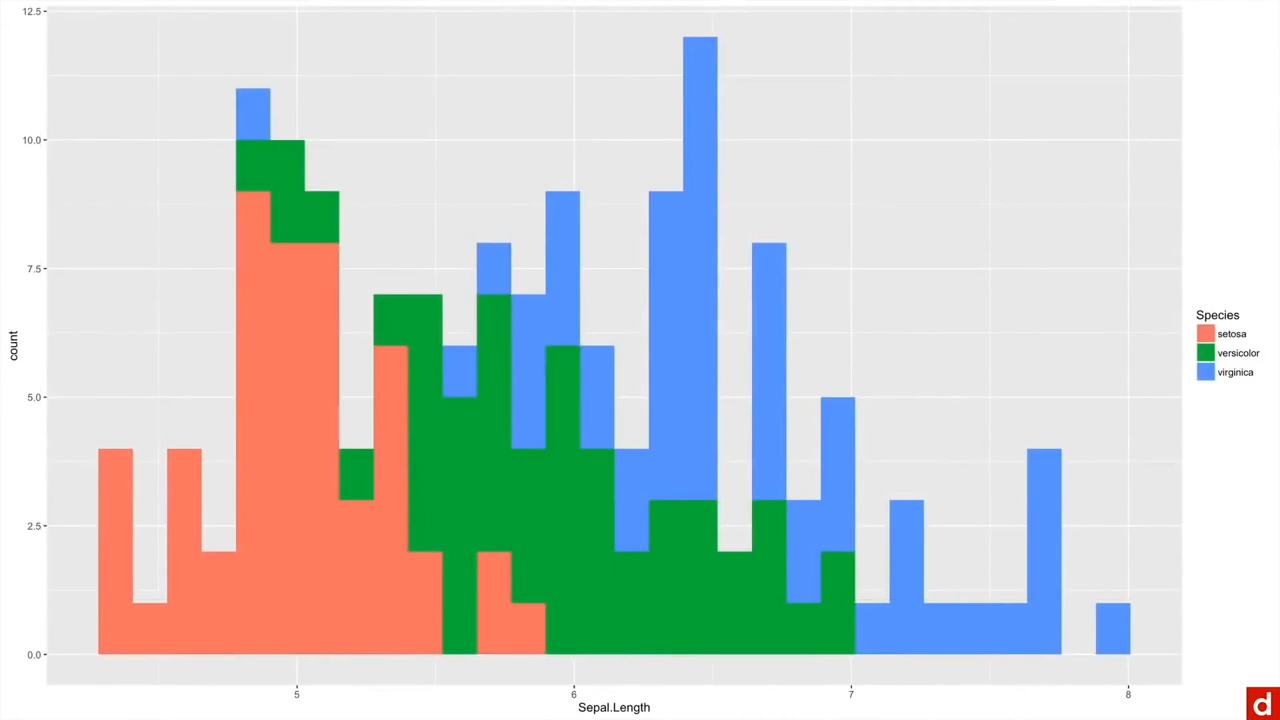 12.5
10.0
7.5
5.0
2.5
0.0
count
5
6
7
8
Sepal.Length
Species
setosa
versicolor
virginica
d